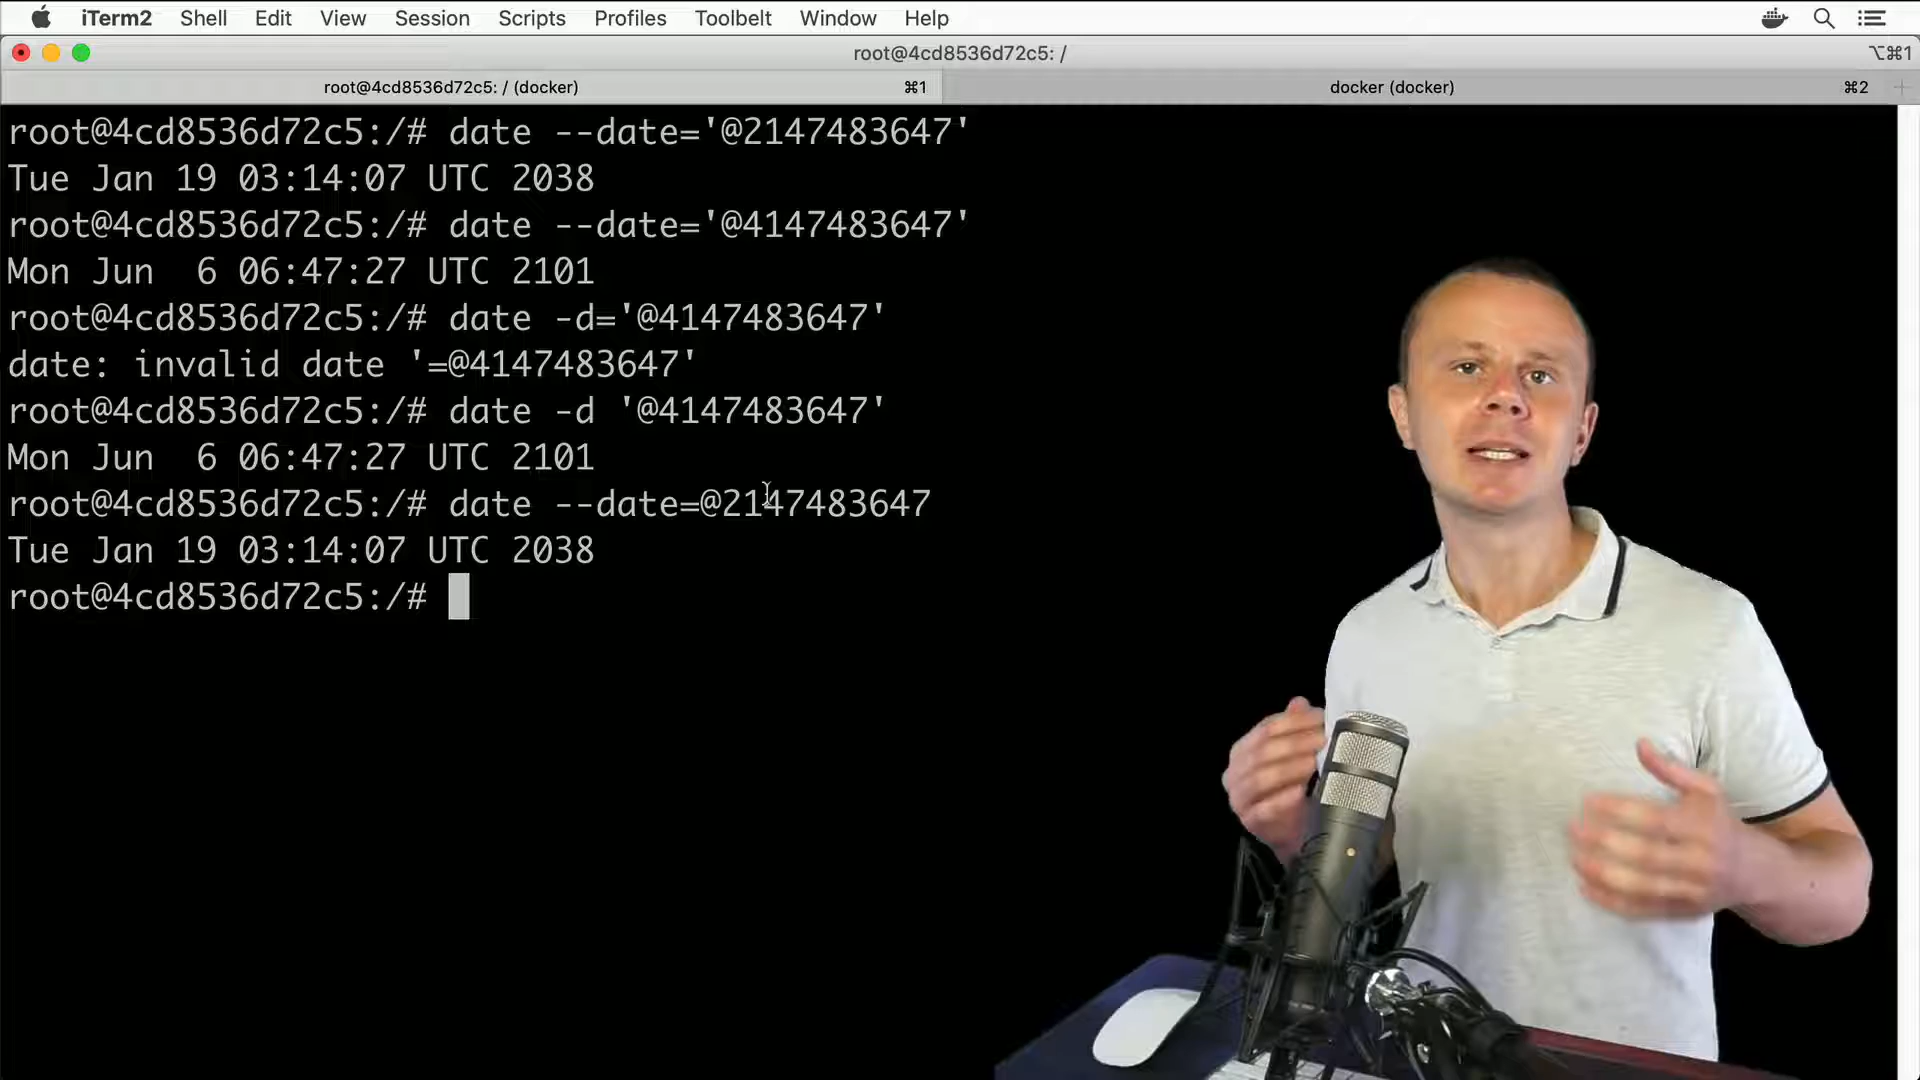 iTerm2 Shell Edit View Session Scripts Profiles Toolbelt Window Help
root@4cd8536d72c5: / ⌥⌘1
root@4cd8536d72c5: / (docker) ⌘1 docker (docker) ⌘2
root@4cd8536d72c5:/# date --date='@2147483647'
Tue Jan 19 03:14:07 UTC 2038
root@4cd8536d72c5:/# date --date='@4147483647'
Mon Jun  6 06:47:27 UTC 2101
root@4cd8536d72c5:/# date -d='@4147483647'
date: invalid date '=@4147483647'
root@4cd8536d72c5:/# date -d '@4147483647'
Mon Jun  6 06:47:27 UTC 2101
root@4cd8536d72c5:/# date --date=@2147483647
Tue Jan 19 03:14:07 UTC 2038
root@4cd8536d72c5:/#